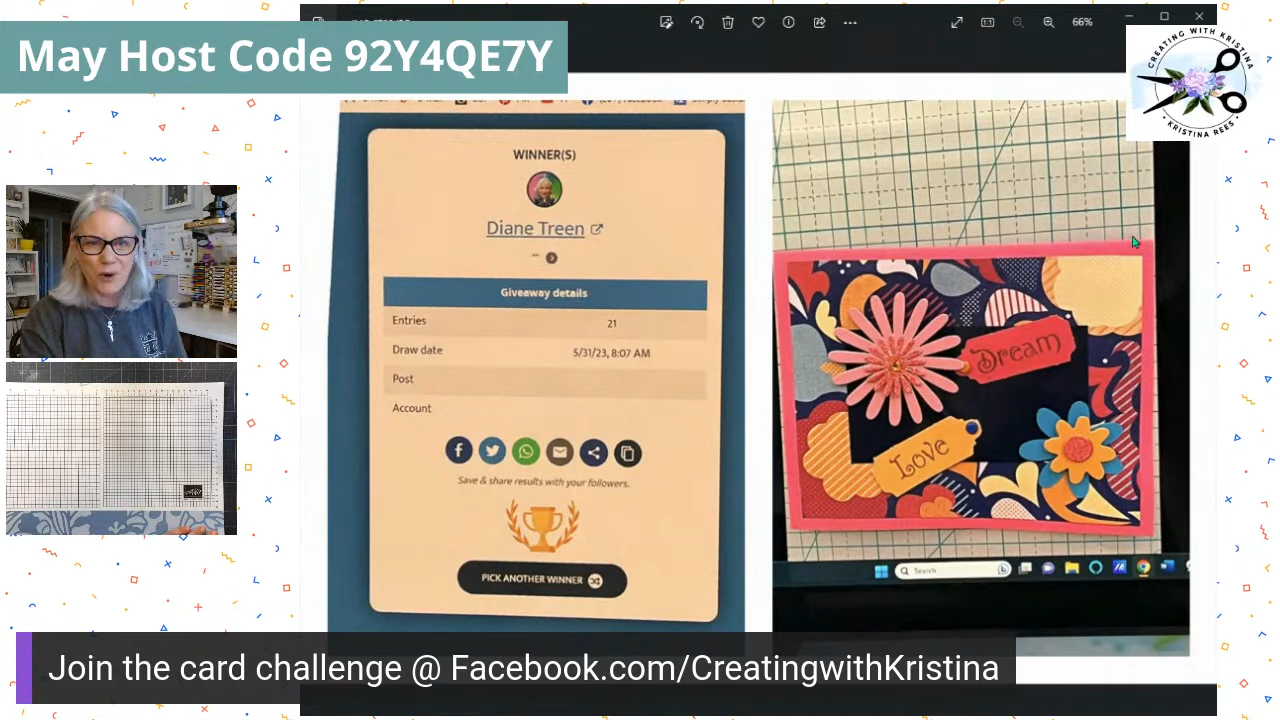 May Host Code 92Y4QE7Y
66%
CREATING WITH KRISTINA
KRISTINA REES
WINNER(S)
Diane Treen
Giveaway details
Entries 21
Draw date 5/31/23, 8:07 AM
Post
Account
Save & share results with your followers.
PICK ANOTHER WINNER
Dream
Love
Search
Join the card challenge @ Facebook.com/CreatingwithKristina